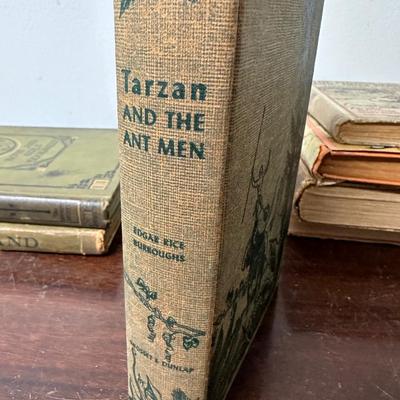 Tarzan
AND THE
ANT MEN
EDGAR RICE
BURROUGHS
GROSSET & DUNLAP